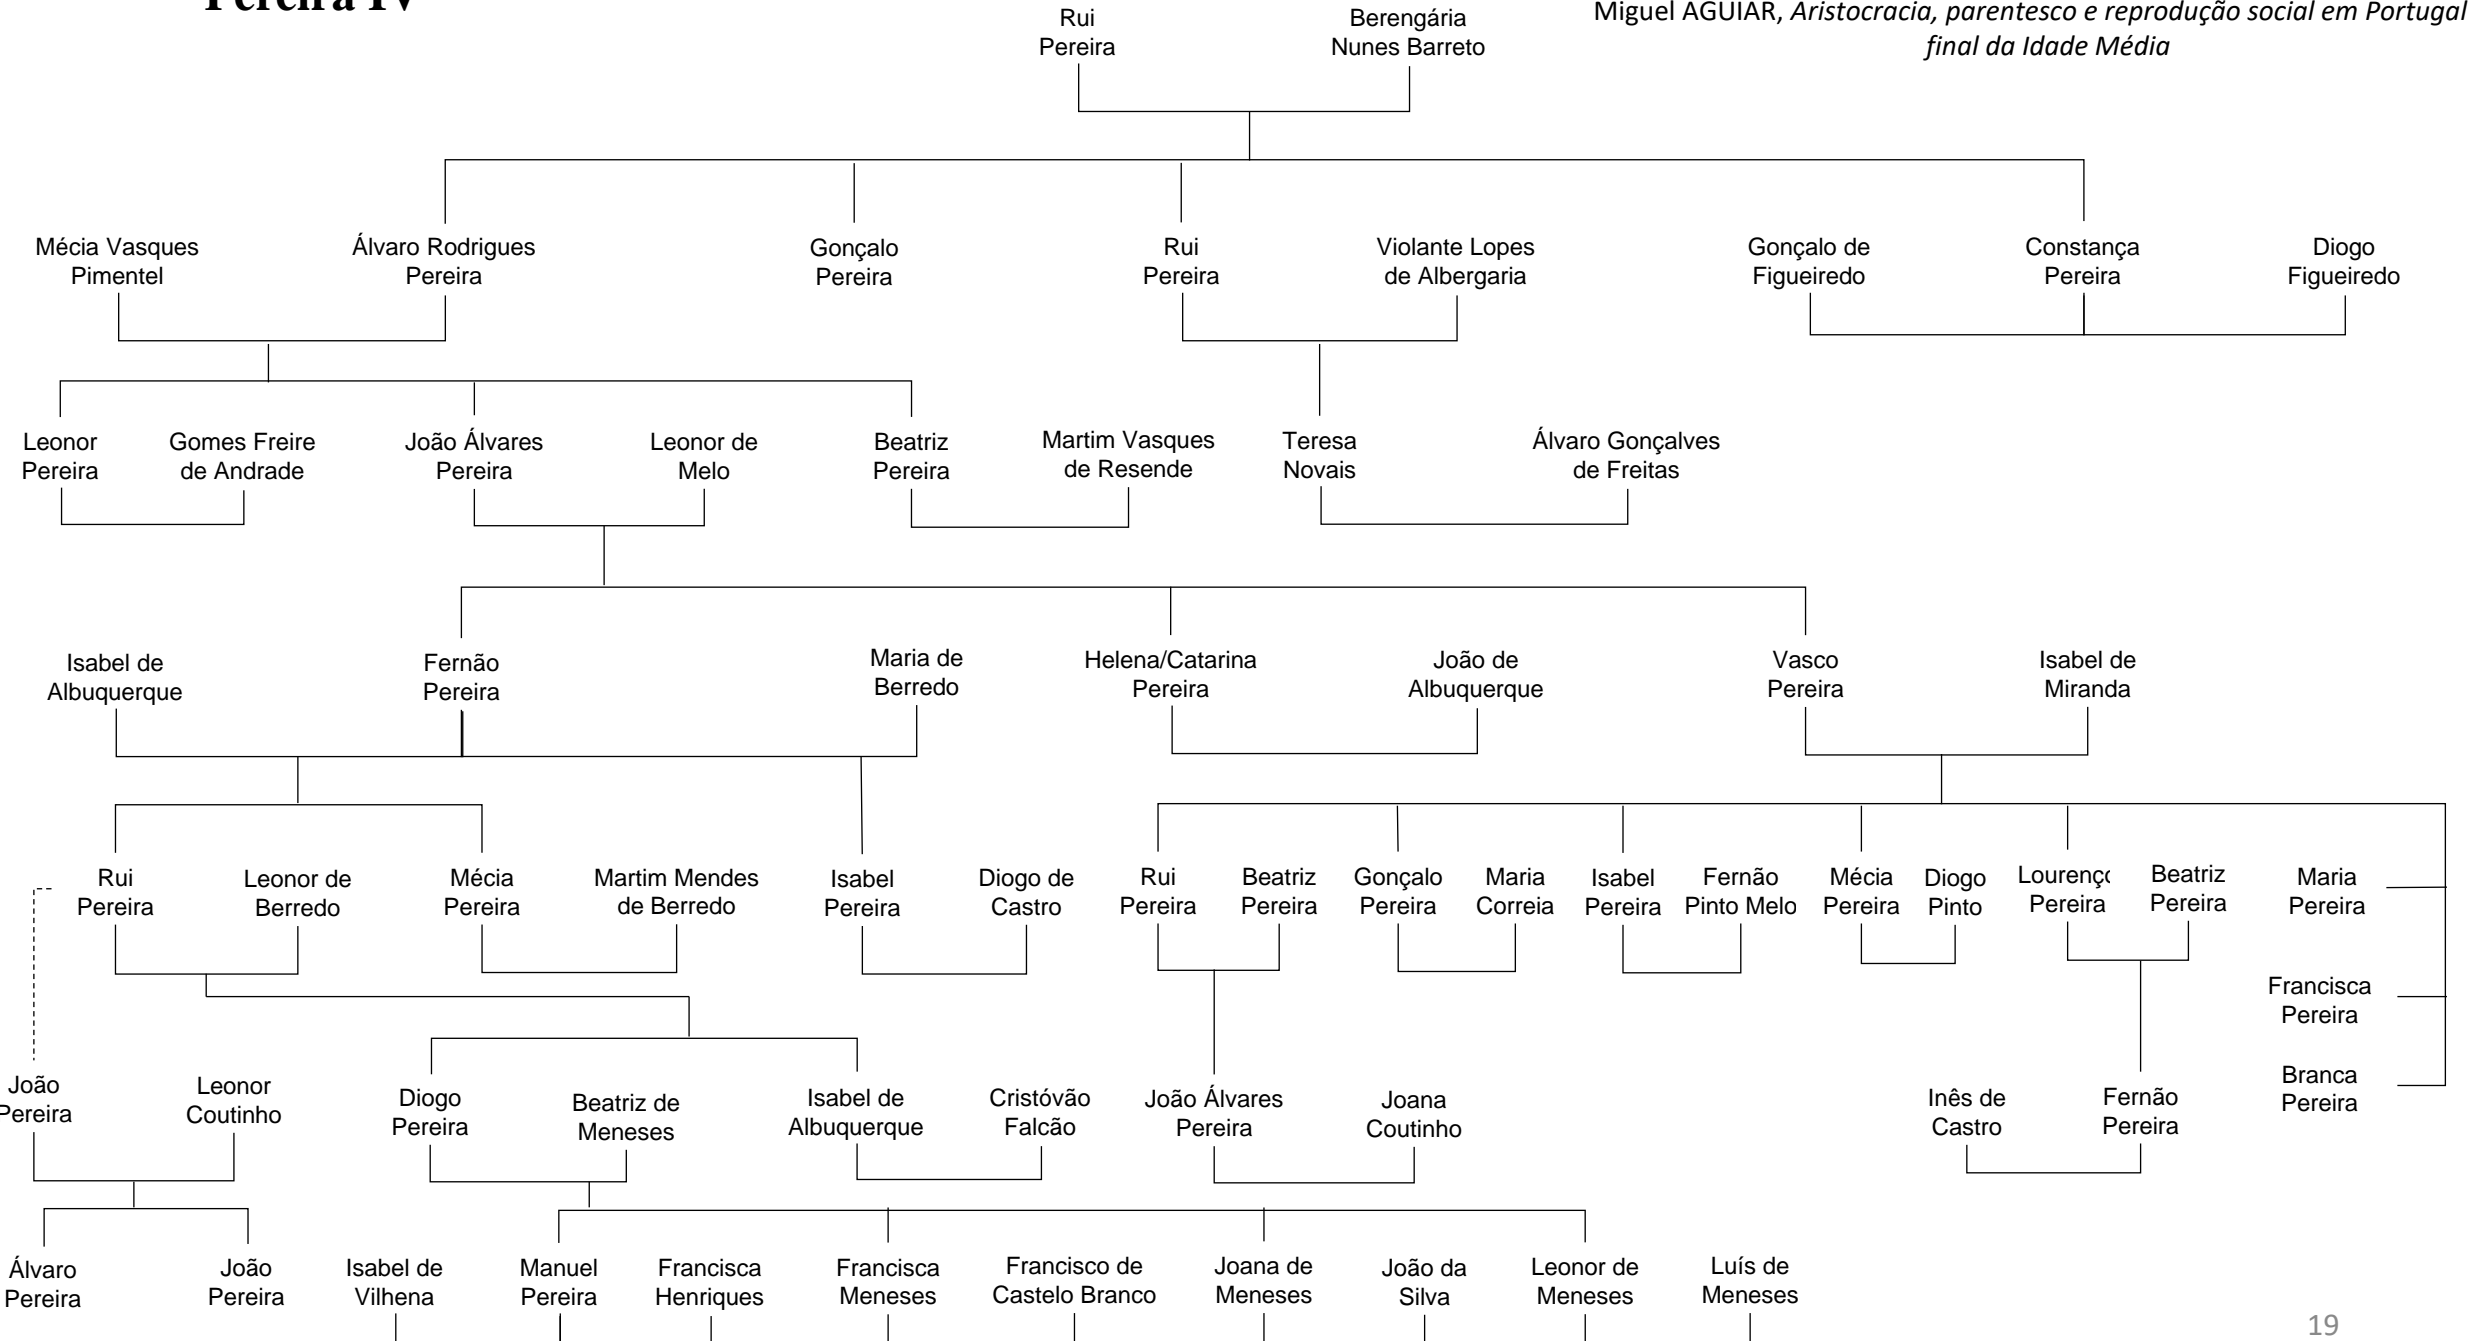 Pereira IV
Miguel AGUIAR, Aristocracia, parentesco e reprodução social em Portugal
final da Idade Média
Rui
Pereira
Berengária
Nunes Barreto
Mécia Vasques
Pimentel
Álvaro Rodrigues
Pereira
Gonçalo
Pereira
Rui
Pereira
Violante Lopes
de Albergaria
Gonçalo de
Figueiredo
Constança
Pereira
Diogo
Figueiredo
Leonor
Pereira
Gomes Freire
de Andrade
João Álvares
Pereira
Leonor de
Melo
Beatriz
Pereira
Martim Vasques
de Resende
Teresa
Novais
Álvaro Gonçalves
de Freitas
Isabel de
Albuquerque
Fernão
Pereira
Maria de
Berredo
Helena/Catarina
Pereira
João de
Albuquerque
Vasco
Pereira
Isabel de
Miranda
Rui
Pereira
Leonor de
Berredo
Mécia
Pereira
Martim Mendes
de Berredo
Isabel
Pereira
Diogo de
Castro
Rui
Pereira
Beatriz
Pereira
Gonçalo
Pereira
Maria
Correia
Isabel
Pereira
Fernão
Pinto Melo
Mécia
Pereira
Diogo
Pinto
Lourenço
Pereira
Beatriz
Pereira
Maria
Pereira
Francisca
Pereira
Branca
Pereira
João
Pereira
Leonor
Coutinho
Diogo
Pereira
Beatriz de
Meneses
Isabel de
Albuquerque
Cristóvão
Falcão
João Álvares
Pereira
Joana
Coutinho
Inês de
Castro
Fernão
Pereira
Álvaro
Pereira
João
Pereira
Isabel de
Vilhena
Manuel
Pereira
Francisca
Henriques
Francisca
Meneses
Francisco de
Castelo Branco
Joana de
Meneses
João da
Silva
Leonor de
Meneses
Luís de
Meneses
19